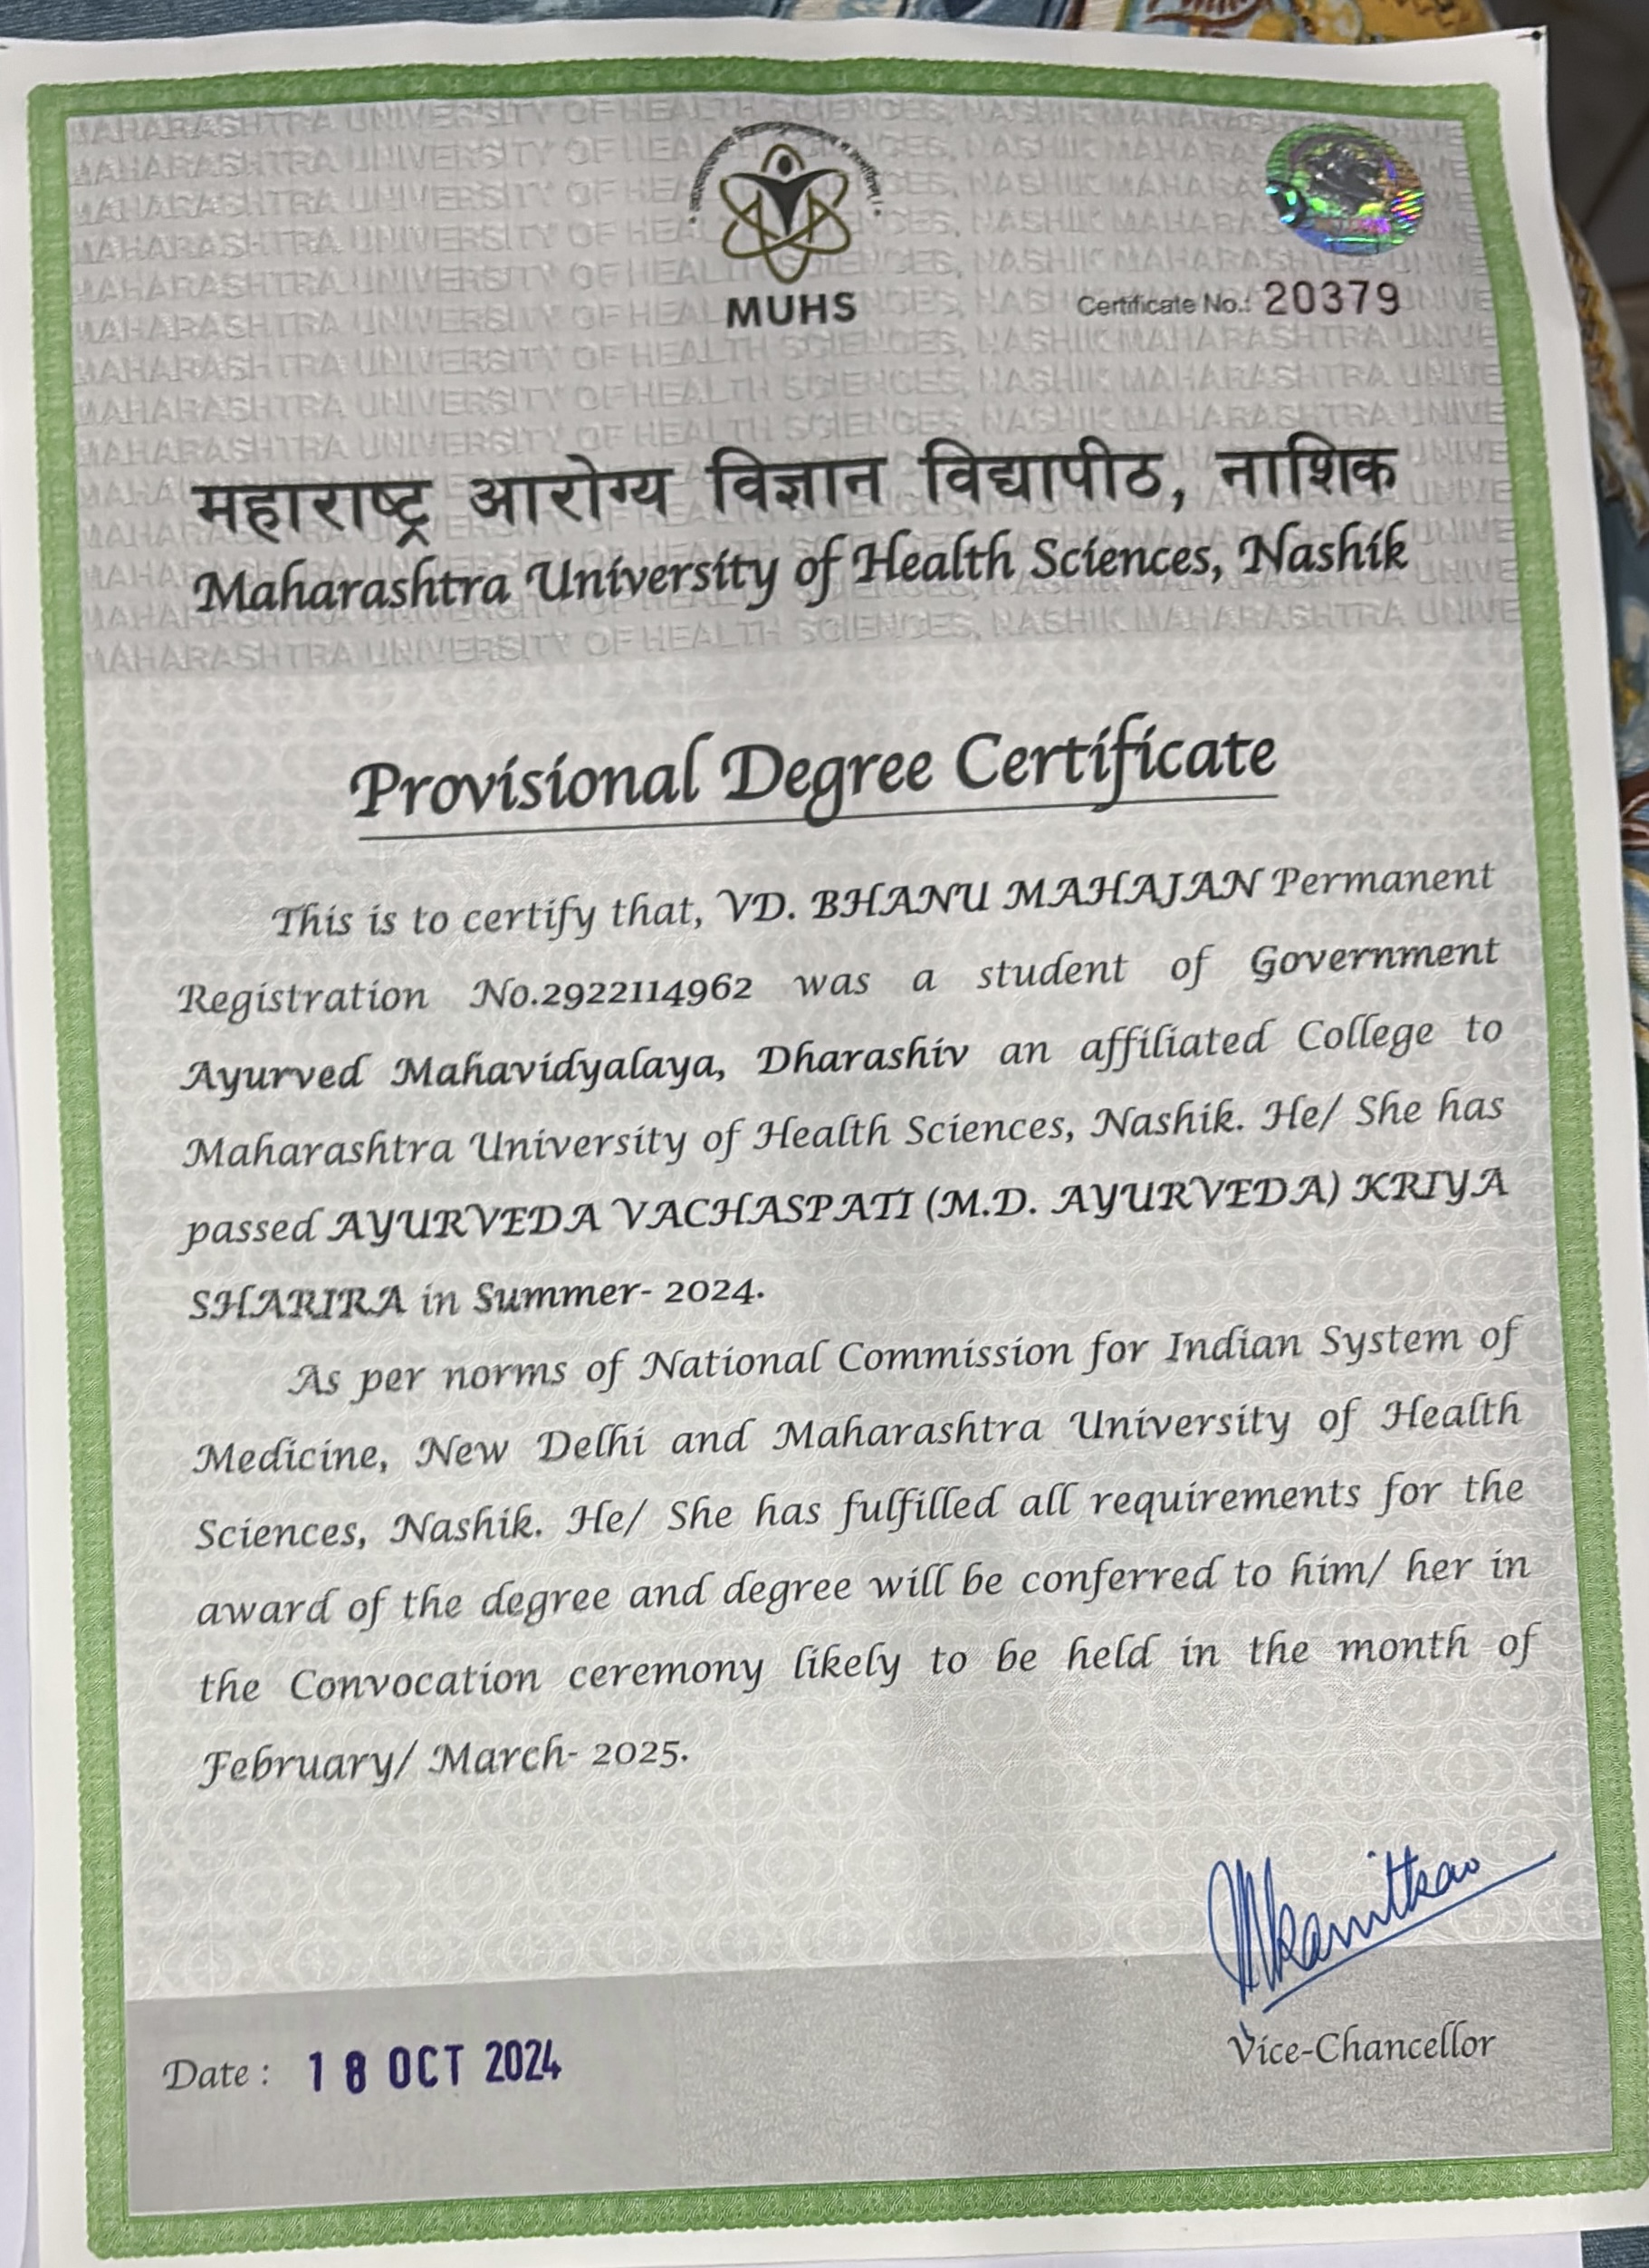 MUHS
Certificate No.: 20379
महाराष्ट्र आरोग्य विज्ञान विद्यापीठ, नाशिक
Maharashtra University of Health Sciences, Nashik
Provisional Degree Certificate
This is to certify that, VD. BHANU MAHAJAN Permanent
Registration No.2922114962 was a student of Government
Ayurved Mahavidyalaya, Dharashiv an affiliated College to
Maharashtra University of Health Sciences, Nashik. He/ She has
passed AYURVEDA VACHASPATI (M.D. AYURVEDA) KRIYA
SHARIRA in Summer- 2024.
As per norms of National Commission for Indian System of
Medicine, New Delhi and Maharashtra University of Health
Sciences, Nashik. He/ She has fulfilled all requirements for the
award of the degree and degree will be conferred to him/ her in
the Convocation ceremony likely to be held in the month of
February/ March- 2025.
Vice-Chancellor
Date : 18 OCT 2024